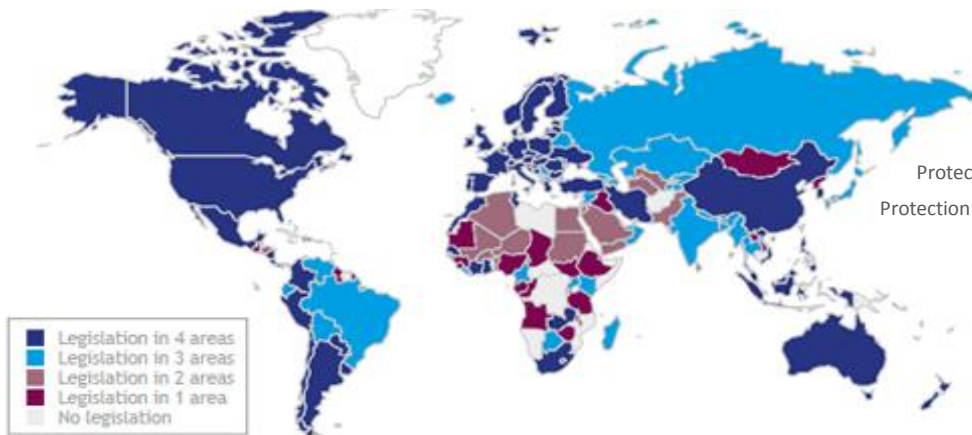 Protec
Protection
Legislation in 4 areas
Legislation in 3 areas
Legislation in 2 areas
Legislation in 1 area
No legislation